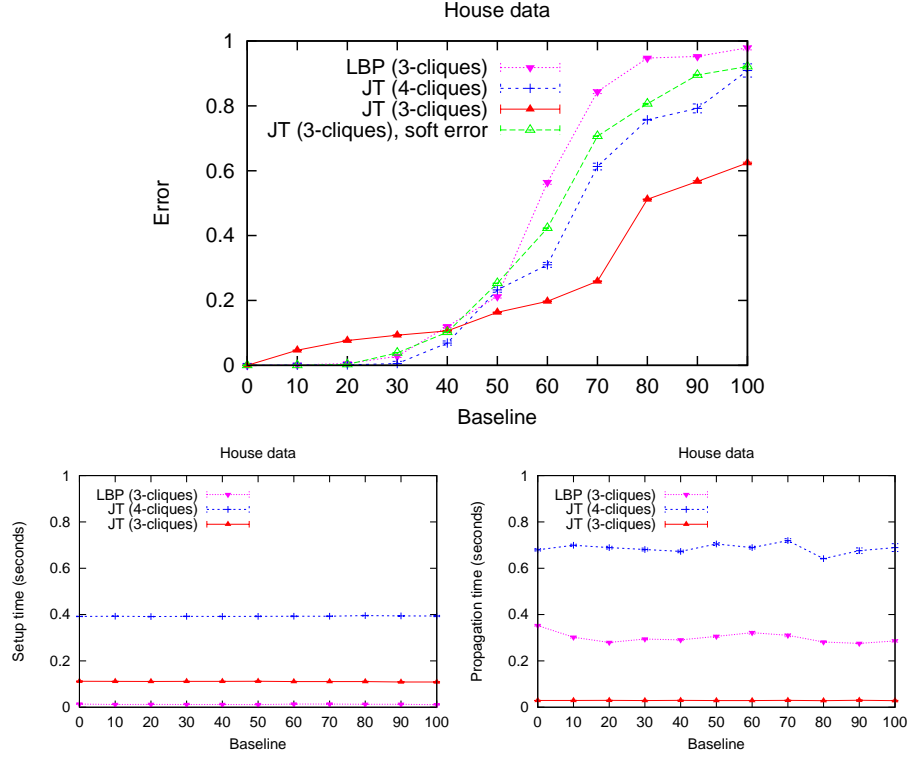 House data
1
LBP (3-cliques)
JT (4-cliques)
0.8
JT (3-cliques)
JT (3-cliques), soft error
0.6
Error
0.4
0.2
0
0 10 20 30 40 50 60 70 80 90 100
Baseline
House data
1
LBP (3-cliques)
JT (4-cliques)
0.8
JT (3-cliques)
0.6
Setup time (seconds)
0.4
0.2
0
0 10 20 30 40 50 60 70 80 90 100
Baseline
House data
1
LBP (3-cliques)
JT (4-cliques)
0.8
JT (3-cliques)
0.6
Propagation time (seconds)
0.4
0.2
0
0 10 20 30 40 50 60 70 80 90 100
Baseline